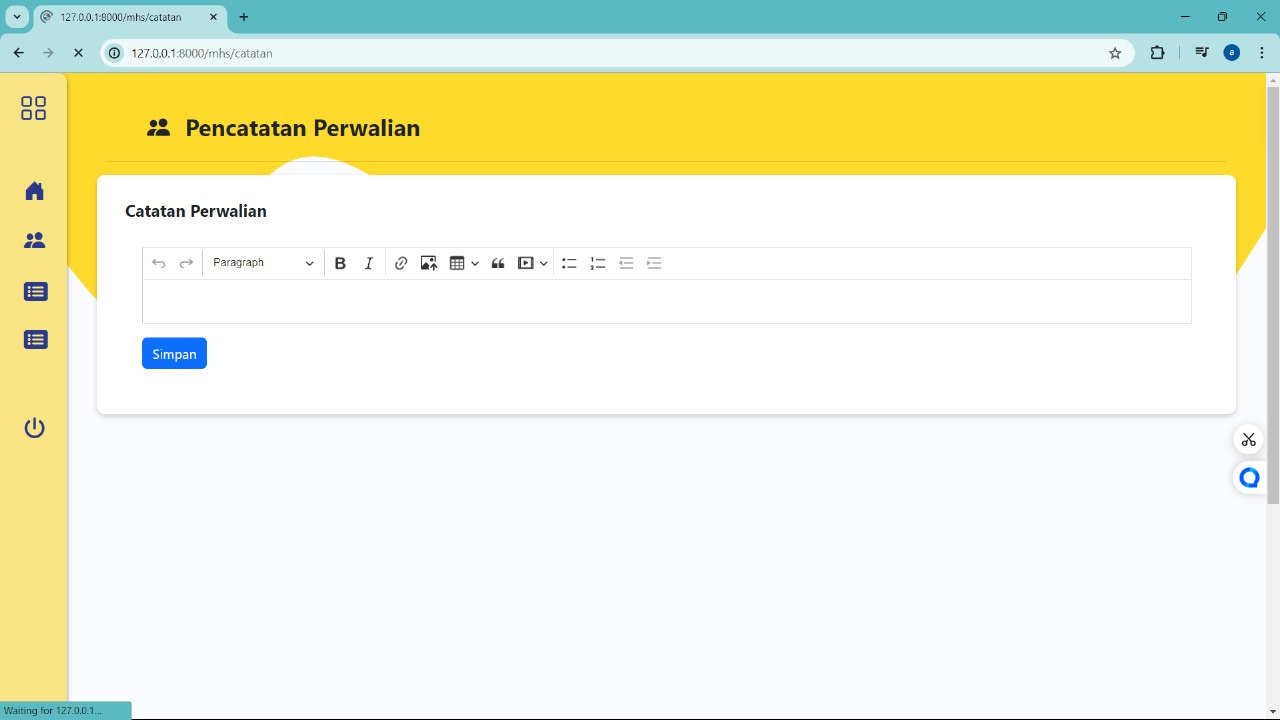 127.0.0.1:8000/mhs/catatan
127.0.0.1:8000/mhs/catatan
a
Pencatatan Perwalian
Catatan Perwalian
Paragraph
Simpan
Waiting for 127.0.0.1...